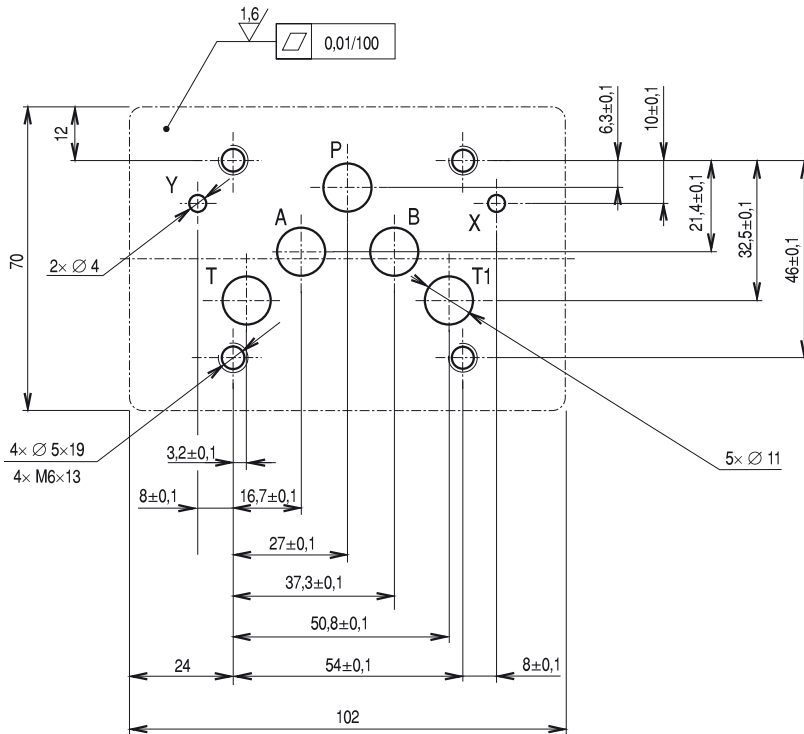 1,6
0,01/100
12
6,3±0,1
10±0,1
P
Y
X
A
B
21,4±0,1
32,5±0,1
46±0,1
70
2× ∅ 4
T
T1
4× ∅ 5×19
4× M6×13
3,2±0,1
5× ∅ 11
8±0,1
16,7±0,1
27±0,1
37,3±0,1
50,8±0,1
24
54±0,1
8±0,1
102